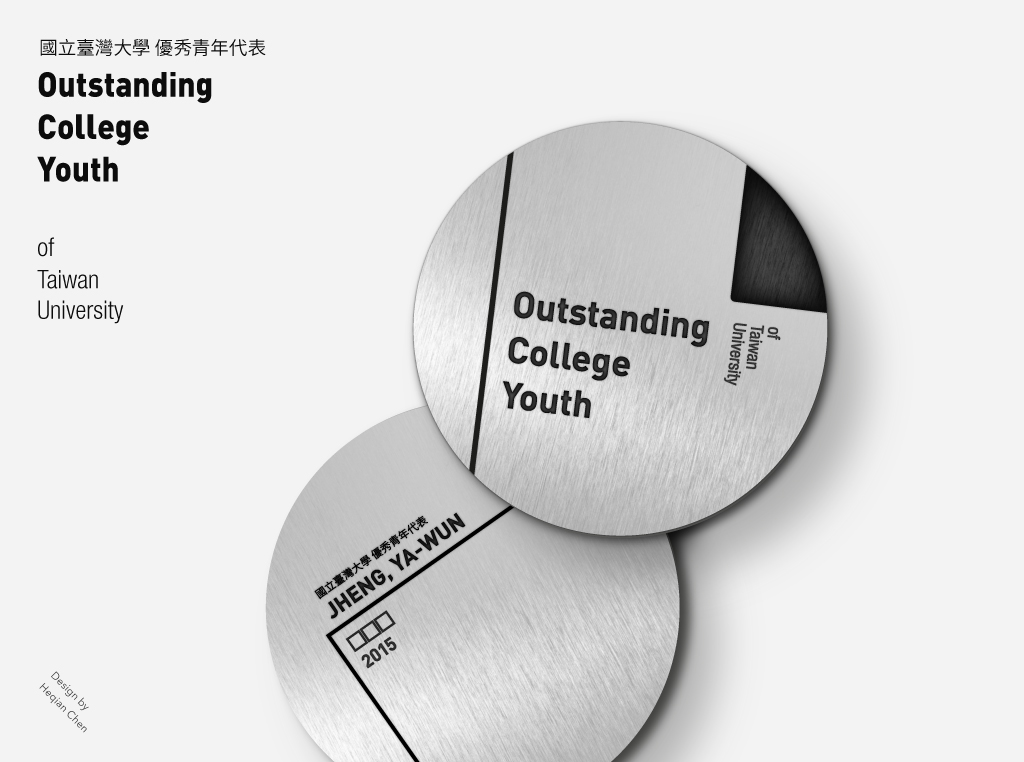 國立臺灣大學 優秀青年代表
Outstanding
College
Youth
of
Taiwan
University
Outstanding
College
Youth
of
Taiwan
University
國立臺灣大學 優秀青年代表
JHENG, YA-WUN
2015
Design by
Heqian Chen